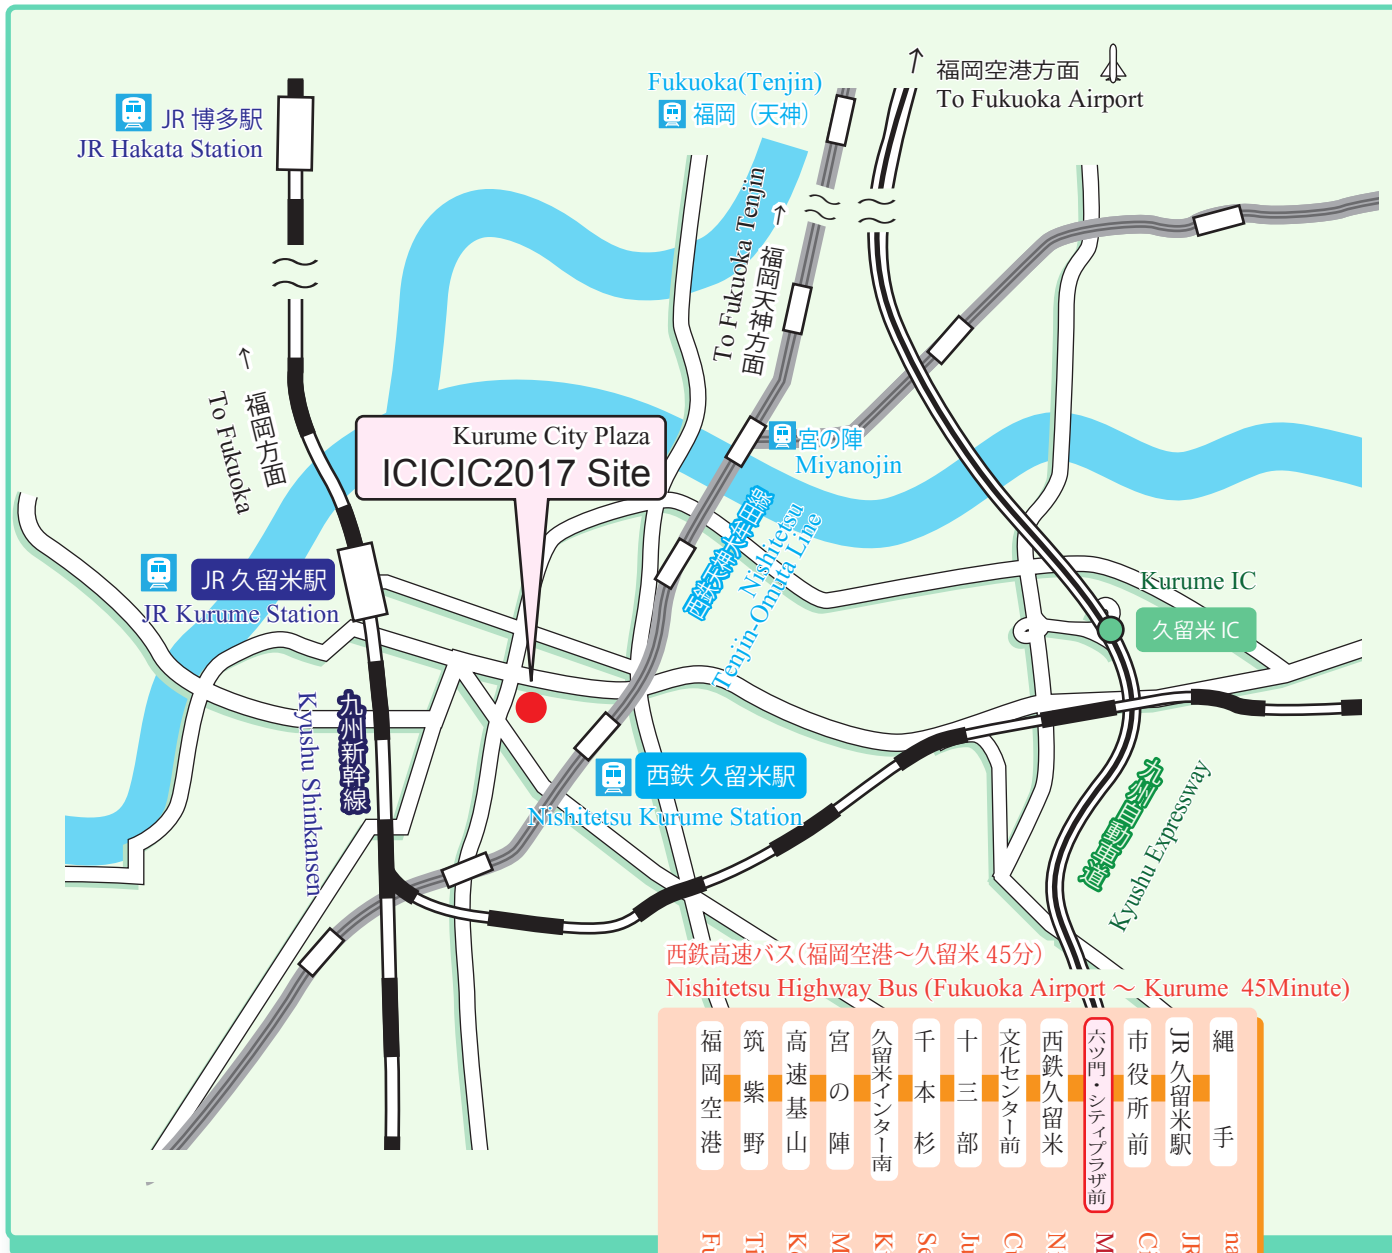 JR 博多駅
JR Hakata Station
Fukuoka(Tenjin)
福岡（天神）
↑ 福岡空港方面
To Fukuoka Airport
To Fukuoka Tenjin
↑ 福岡天神方面
↑ 福岡方面
To Fukuoka
Kurume City Plaza
ICICIC2017 Site
宮の陣
Miyanojin
西鉄天神大牟田線
Nishitetsu
Tenjin-Omuta Line
JR 久留米駅
JR Kurume Station
Kurume IC
久留米 IC
九州新幹線
Kyushu Shinkansen
西鉄 久留米駅
Nishitetsu Kurume Station
九州自動車道
Kyushu Expressway
西鉄高速バス（福岡空港～久留米 45分）
Nishitetsu Highway Bus (Fukuoka Airport ～ Kurume 45Minute)
福岡空港
筑紫野
高速基山
宮の陣
久留米インター南
千本杉
十三部
文化センター前
西鉄久留米
六ツ門・シティプラザ前
市役所前
JR久留米駅
縄手